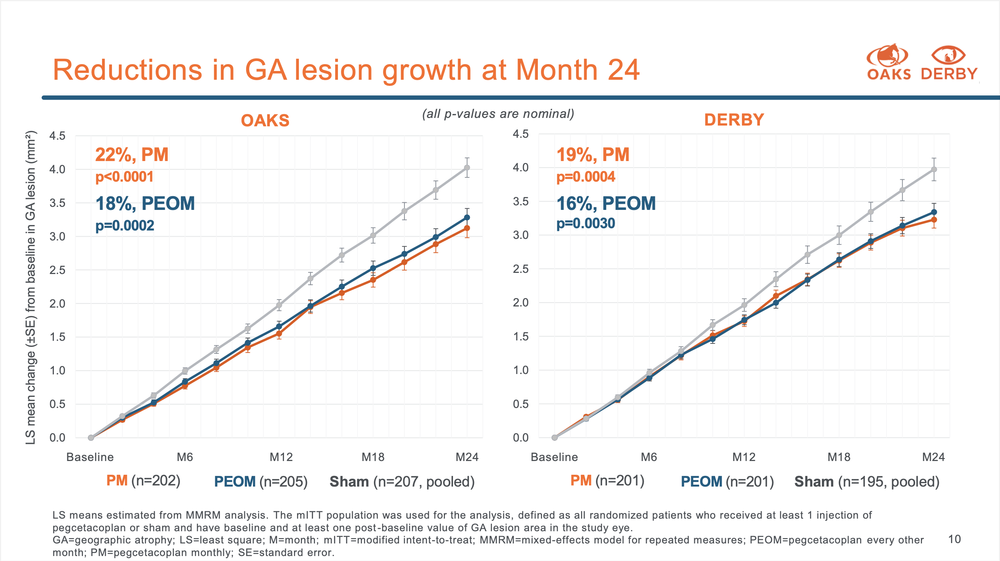 Reductions in GA lesion growth at Month 24
OAKS DERBY
(all p-values are nominal)
OAKS
LS mean change (±SE) from baseline in GA lesion (mm²)
4.5
4.0
3.5
3.0
2.5
2.0
1.5
1.0
0.5
0.0
22%, PM
p<0.0001
18%, PEOM
p=0.0002
Baseline M6 M12 M18 M24
PM (n=202) PEOM (n=205) Sham (n=207, pooled)
DERBY
4.5
4.0
3.5
3.0
2.5
2.0
1.5
1.0
0.5
0.0
19%, PM
p=0.0004
16%, PEOM
p=0.0030
Baseline M6 M12 M18 M24
PM (n=201) PEOM (n=201) Sham (n=195, pooled)
LS means estimated from MMRM analysis. The mITT population was used for the analysis, defined as all randomized patients who received at least 1 injection of
pegcetacoplan or sham and have baseline and at least one post-baseline value of GA lesion area in the study eye.
GA=geographic atrophy; LS=least square; M=month; mITT=modified intent-to-treat; MMRM=mixed-effects model for repeated measures; PEOM=pegcetacoplan every other
month; PM=pegcetacoplan monthly; SE=standard error.
10